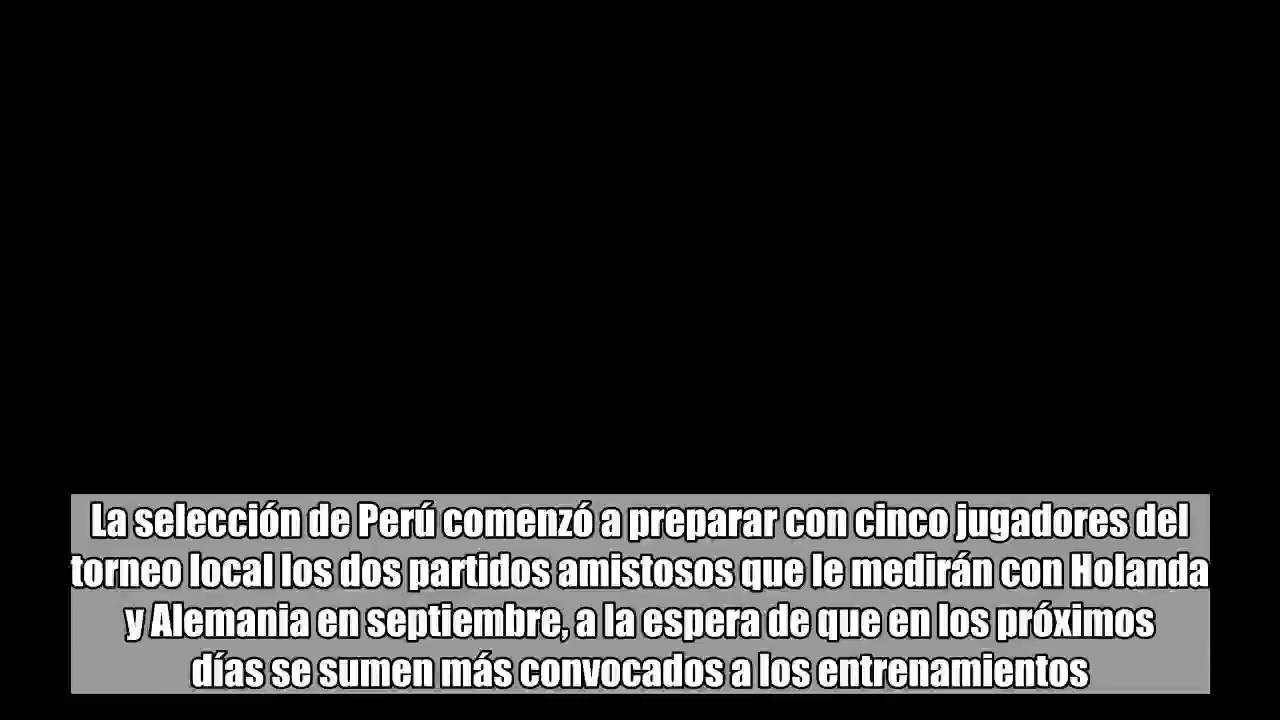 La selección de Perú comenzó a preparar con cinco jugadores del
torneo local los dos partidos amistosos que le medirán con Holanda
y Alemania en septiembre, a la espera de que en los próximos
días se sumen más convocados a los entrenamientos